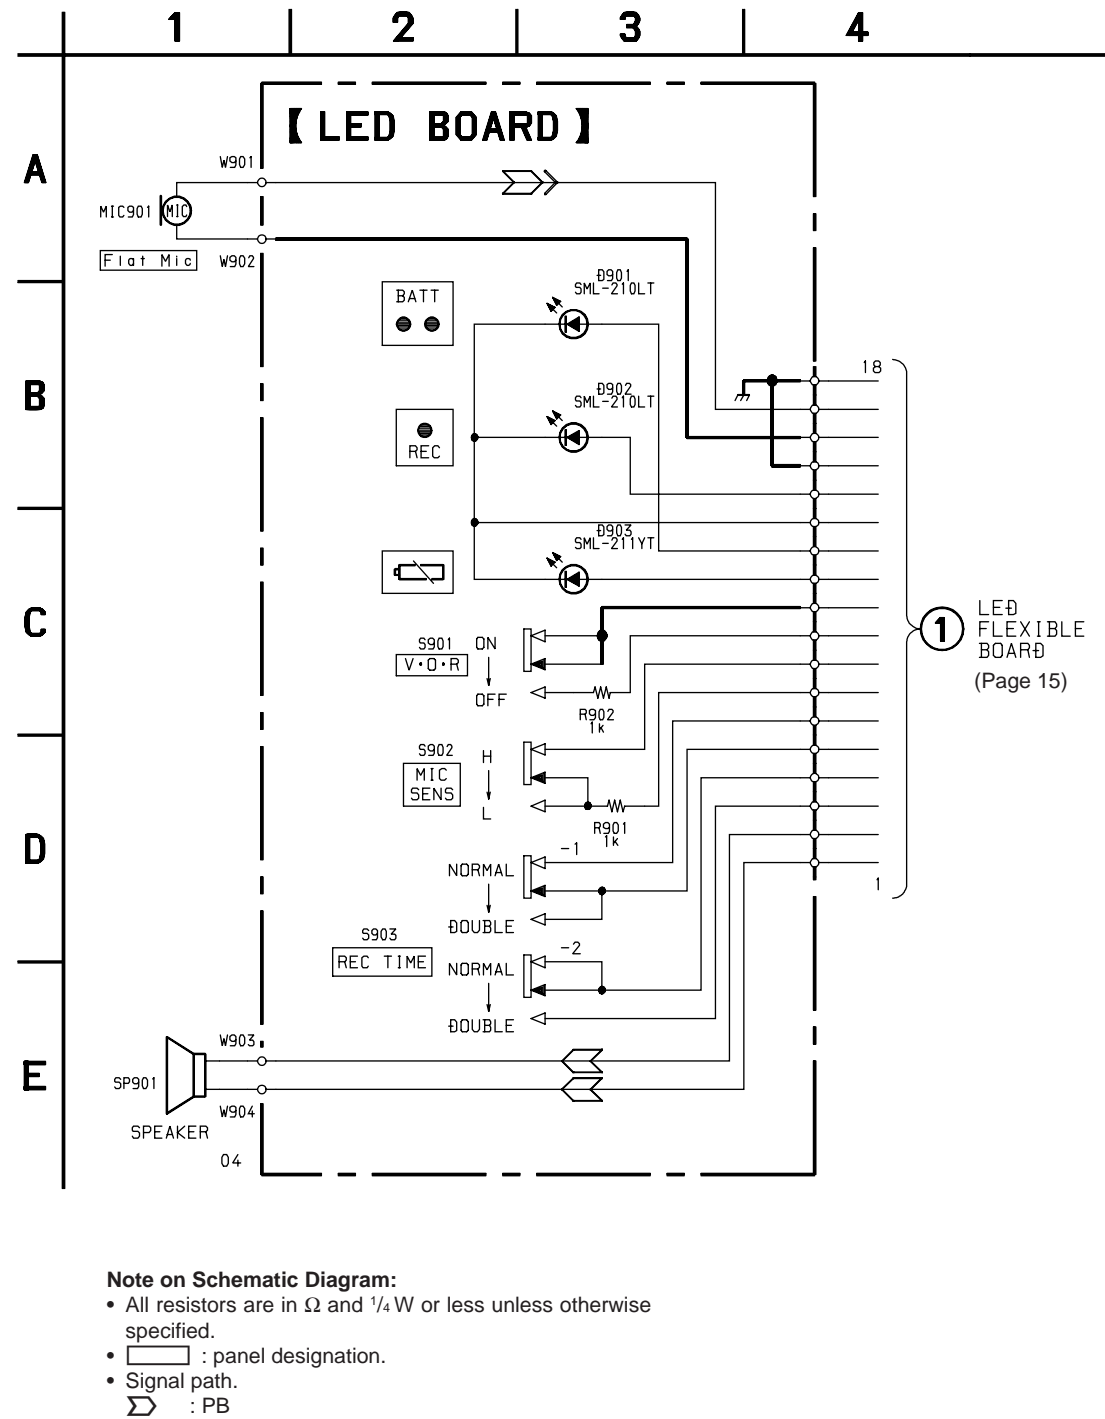 1 2 3 4
【 LED BOARD 】
A
W901
MIC901 MIC
Flat Mic W902
D901
SML-210LT
BATT
18
B
D902
SML-210LT
REC
D903
SML-211YT
C
1
LED
FLEXIBLE
BOARD
(Page 15)
S901 ON
V·O·R
OFF
R902
1k
S902 H
MIC
SENS
L
R901
1k
D
-1
NORMAL
1
DOUBLE
S903
REC TIME
-2
NORMAL
DOUBLE
W903
E
SP901
W904
SPEAKER
04
Note on Schematic Diagram:
• All resistors are in Ω and 1/4 W or less unless otherwise
specified.
• : panel designation.
• Signal path.
: PB